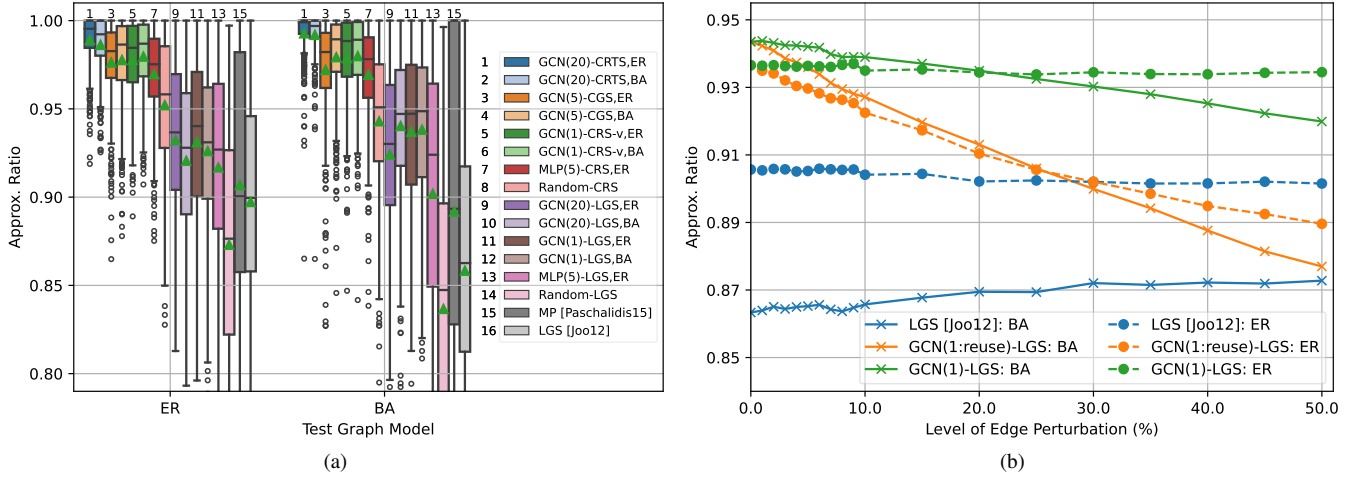 1.00
0.95
0.90
0.85
0.80
Approx. Ratio
1 3 5 7 9 11 13 15
1 3 5 7 9 11 13 15
1 GCN(20)-CRTS,ER
2 GCN(20)-CRTS,BA
3 GCN(5)-CGS,ER
4 GCN(5)-CGS,BA
5 GCN(1)-CRS-v,ER
6 GCN(1)-CRS-v,BA
7 MLP(5)-CRS,ER
8 Random-CRS
9 GCN(20)-LGS,ER
10 GCN(20)-LGS,BA
11 GCN(1)-LGS,ER
12 GCN(1)-LGS,BA
13 MLP(5)-LGS,ER
14 Random-LGS
15 MP [Paschalidis15]
16 LGS [Joo12]
ER BA
Test Graph Model
(a)
0.95
0.93
0.91
0.89
0.87
0.85
Approx. Ratio
LGS [Joo12]: BA
GCN(1:reuse)-LGS: BA
GCN(1)-LGS: BA
LGS [Joo12]: ER
GCN(1:reuse)-LGS: ER
GCN(1)-LGS: ER
0.0 10.0 20.0 30.0 40.0 50.0
Level of Edge Perturbation (%)
(b)